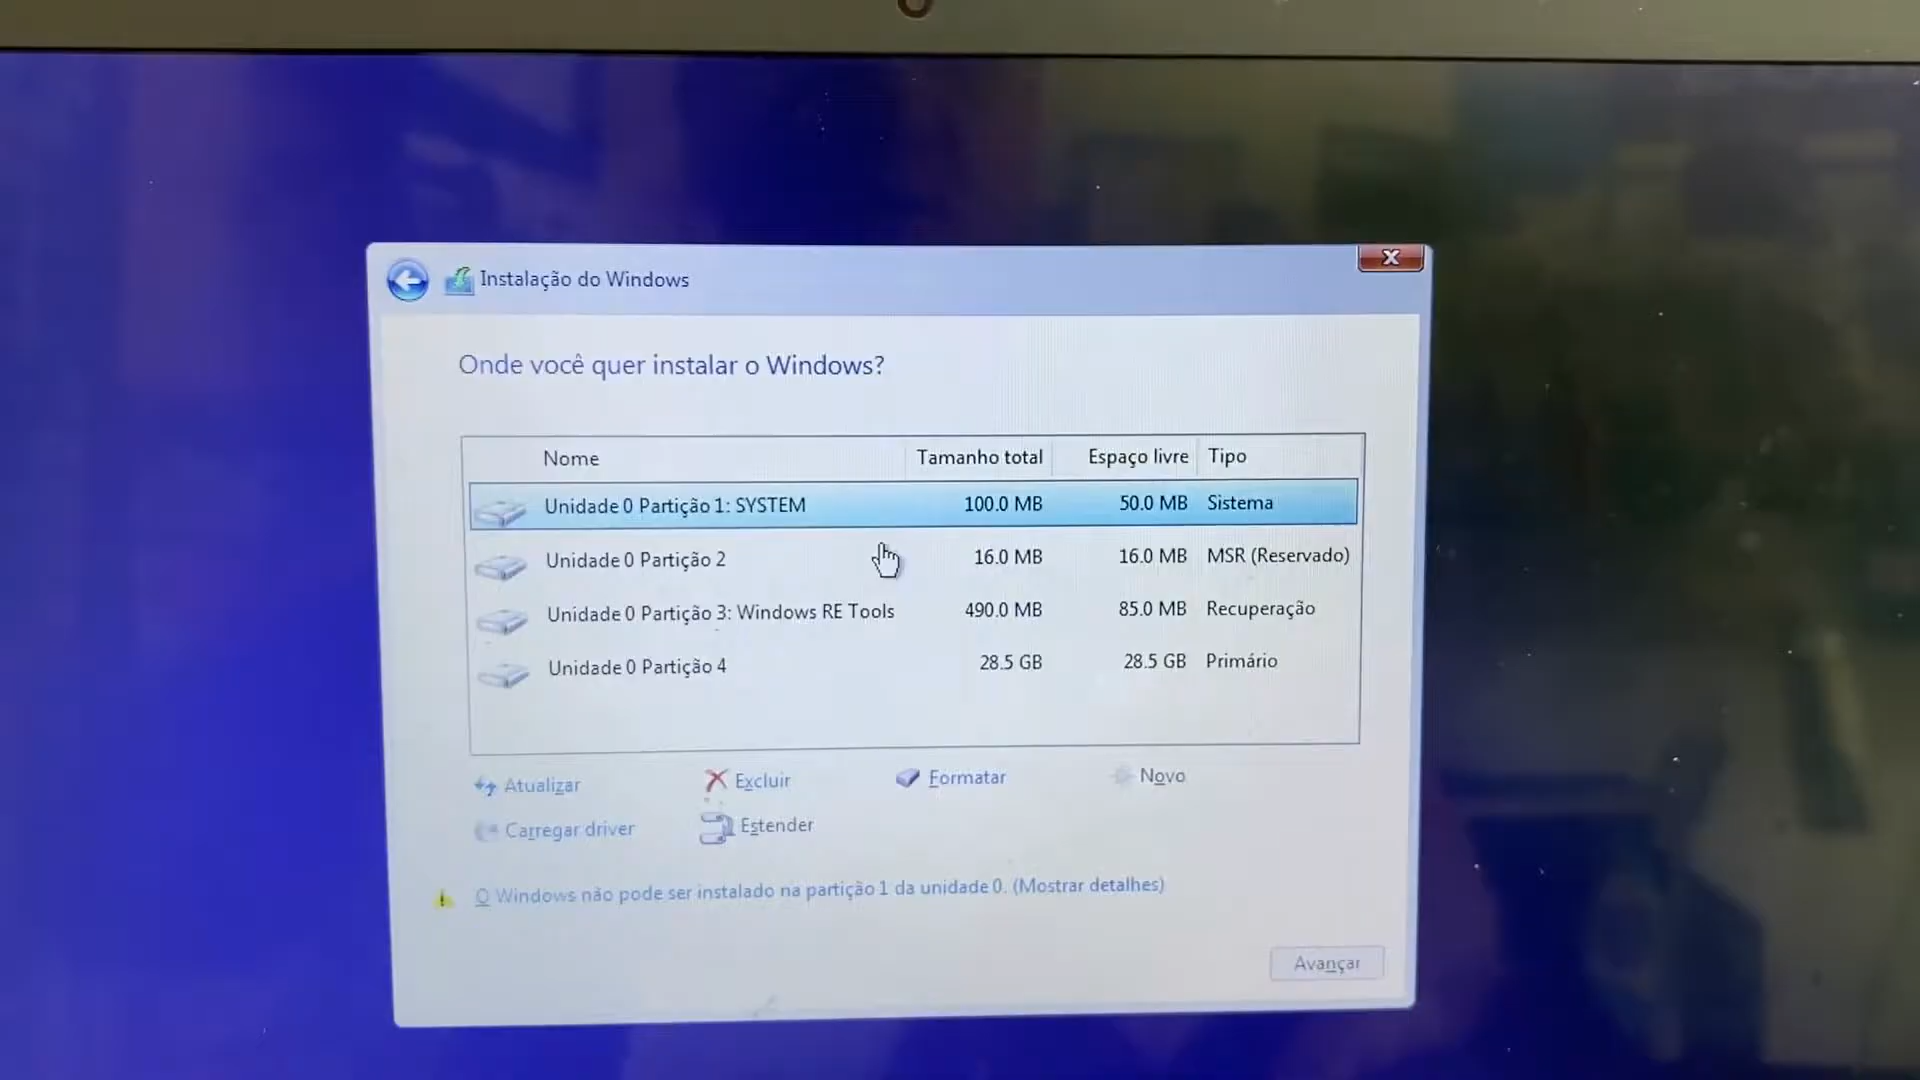 Instalação do Windows
x
Onde você quer instalar o Windows?
Nome Tamanho total Espaço livre Tipo
Unidade 0 Partição 1: SYSTEM 100.0 MB 50.0 MB Sistema
Unidade 0 Partição 2 16.0 MB 16.0 MB MSR (Reservado)
Unidade 0 Partição 3: Windows RE Tools 490.0 MB 85.0 MB Recuperação
Unidade 0 Partição 4 28.5 GB 28.5 GB Primário
Atualizar Excluir Formatar Novo
Carregar driver Estender
O Windows não pode ser instalado na partição 1 da unidade 0. (Mostrar detalhes)
Avançar